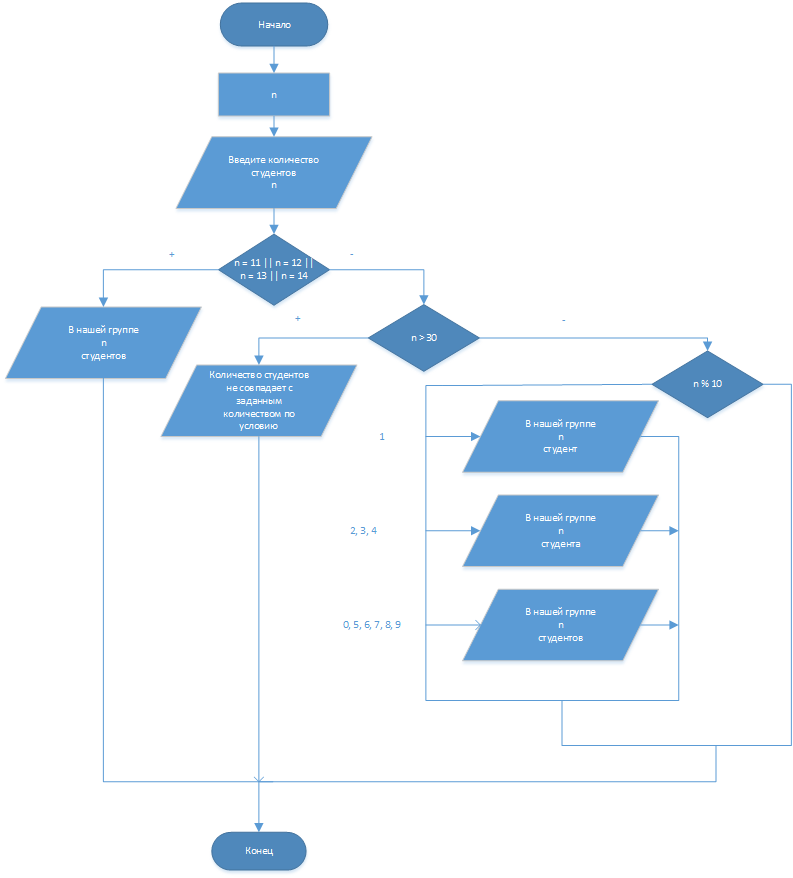 Начало
n
Введите количество
студентов
n
n = 11 || n = 12 ||
n = 13 || n = 14
+
-
В нашей группе
n
студентов
n > 30
+
-
Количество студентов
не совпадает с
заданным
количеством по
условию
n % 10
1
В нашей группе
n
студент
2, 3, 4
В нашей группе
n
студента
0, 5, 6, 7, 8, 9
В нашей группе
n
студентов
Конец